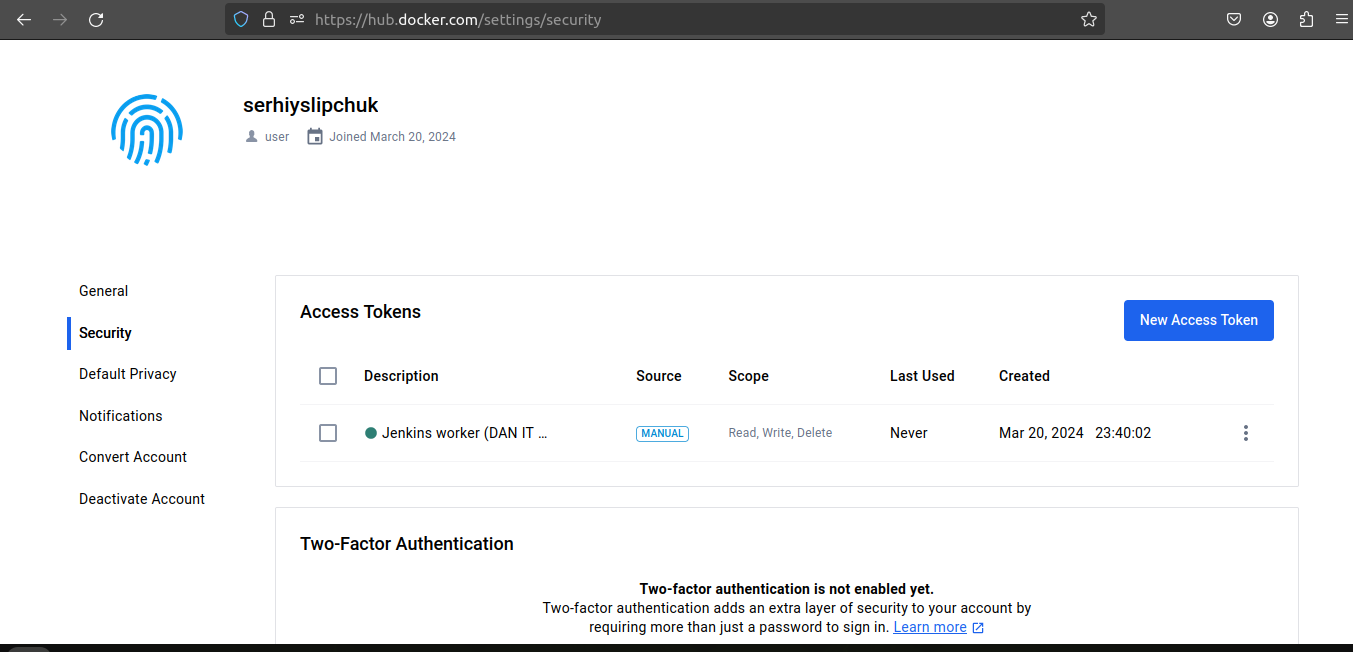 https://hub.docker.com/settings/security
serhiyslipchuk
user Joined March 20, 2024
General
Security
Default Privacy
Notifications
Convert Account
Deactivate Account
Access Tokens
New Access Token
Description Source Scope Last Used Created
Jenkins worker (DAN IT ... MANUAL Read, Write, Delete Never Mar 20, 2024 23:40:02
Two-Factor Authentication
Two-factor authentication is not enabled yet.
Two-factor authentication adds an extra layer of security to your account by
requiring more than just a password to sign in. Learn more